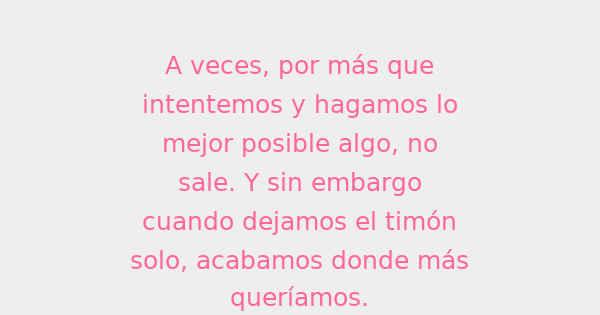 A veces, por más que
intentemos y hagamos lo
mejor posible algo, no
sale. Y sin embargo
cuando dejamos el timón
solo, acabamos donde más
queríamos.